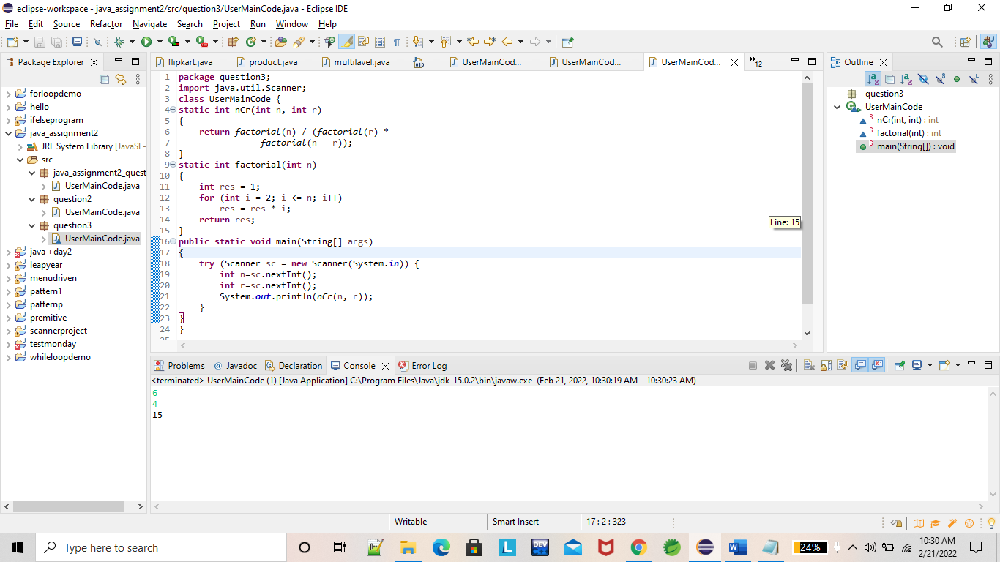 eclipse-workspace - java_assignment2/src/question3/UserMainCode.java - Eclipse IDE
File Edit Source Refactor Navigate Search Project Run Window Help
Package Explorer
forloopdemo
hello
ifelseprogram
java_assignment2
JRE System Library [JavaSE-
src
java_assignment2_quest
UserMainCode.java
question2
UserMainCode.java
question3
UserMainCode.java
java +day2
leapyear
menudriven
pattern1
patternp
premitive
scannerproject
testmonday
whileloopdemo
flipkart.java product.java multilavel.java UserMainCod... UserMainCod... UserMainCod... »12
1 package question3;
2 import java.util.Scanner;
3 class UserMainCode {
4 static int nCr(int n, int r)
5 {
6 return factorial(n) / (factorial(r) *
7 factorial(n - r));
8 }
9 static int factorial(int n)
10 {
11 int res = 1;
12 for (int i = 2; i <= n; i++)
13 res = res * i;
14 return res;
15 }
16 public static void main(String[] args)
17 {
18 try (Scanner sc = new Scanner(System.in)) {
19 int n=sc.nextInt();
20 int r=sc.nextInt();
21 System.out.println(nCr(n, r));
22 }
23 }
24 }
Line: 15
Outline
question3
UserMainCode
nCr(int, int) : int
factorial(int) : int
main(String[]) : void
Problems @ Javadoc Declaration Console Error Log
<terminated> UserMainCode (1) [Java Application] C:\Program Files\Java\jdk-15.0.2\bin\javaw.exe (Feb 21, 2022, 10:30:19 AM – 10:30:23 AM)
6
4
15
Writable Smart Insert 17 : 2 : 323
Type here to search
L
DEV
W
24%
10:30 AM
2/21/2022